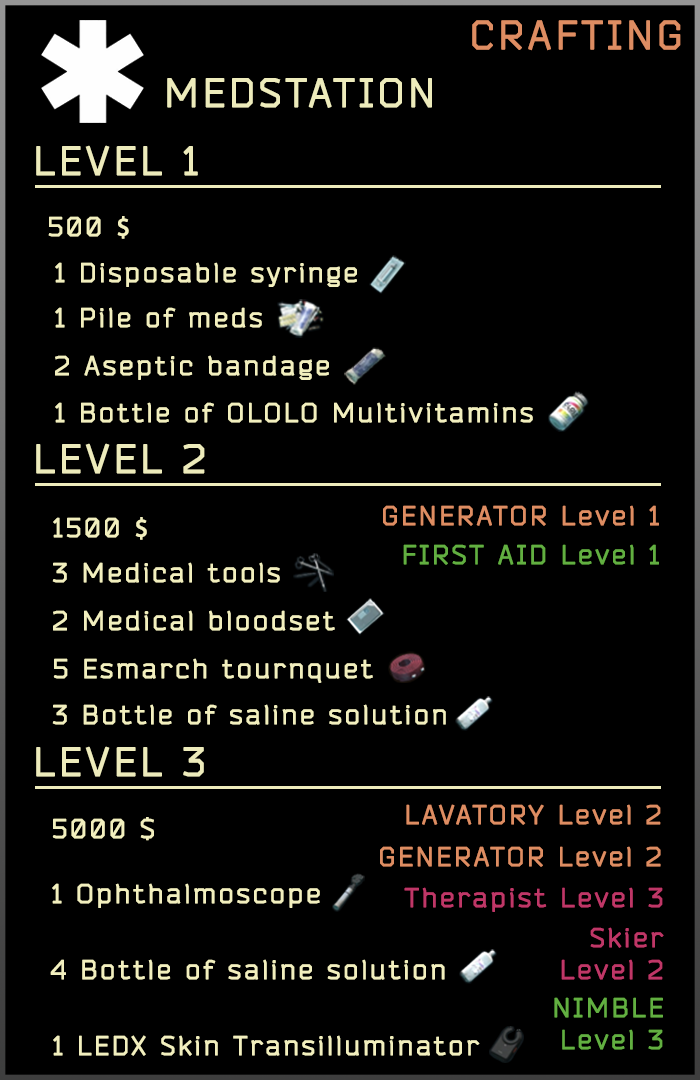 CRAFTING
MEDSTATION
LEVEL 1
500 $
1 Disposable syringe
1 Pile of meds
2 Aseptic bandage
1 Bottle of OLOLO Multivitamins
LEVEL 2
1500 $
GENERATOR Level 1
FIRST AID Level 1
3 Medical tools
2 Medical bloodset
5 Esmarch tournquet
3 Bottle of saline solution
LEVEL 3
5000 $
LAVATORY Level 2
GENERATOR Level 2
1 Ophthalmoscope
Therapist Level 3
Skier
Level 2
4 Bottle of saline solution
NIMBLE
Level 3
1 LEDX Skin Transilluminator